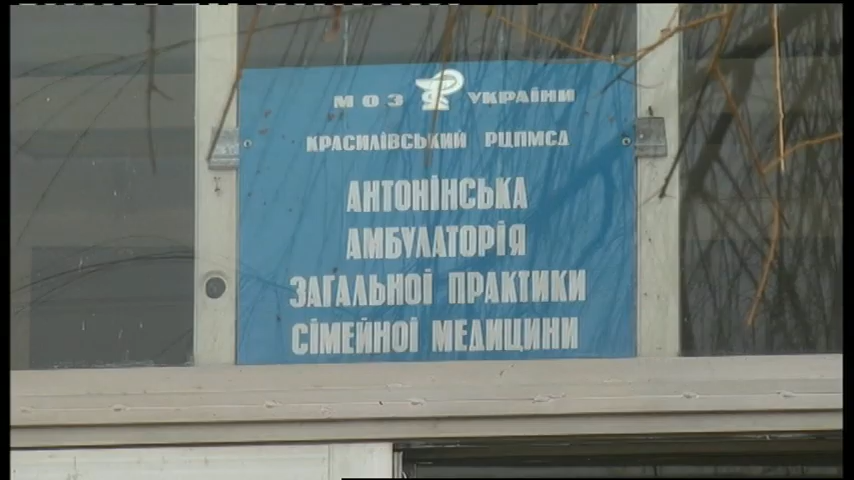 МОЗ УКРАЇНИ
КРАСИЛІВСЬКИЙ РЦПМСД
АНТОНІНСЬКА
АМБУЛАТОРІЯ
ЗАГАЛЬНОЇ ПРАКТИКИ
СІМЕЙНОЇ МЕДИЦИНИ